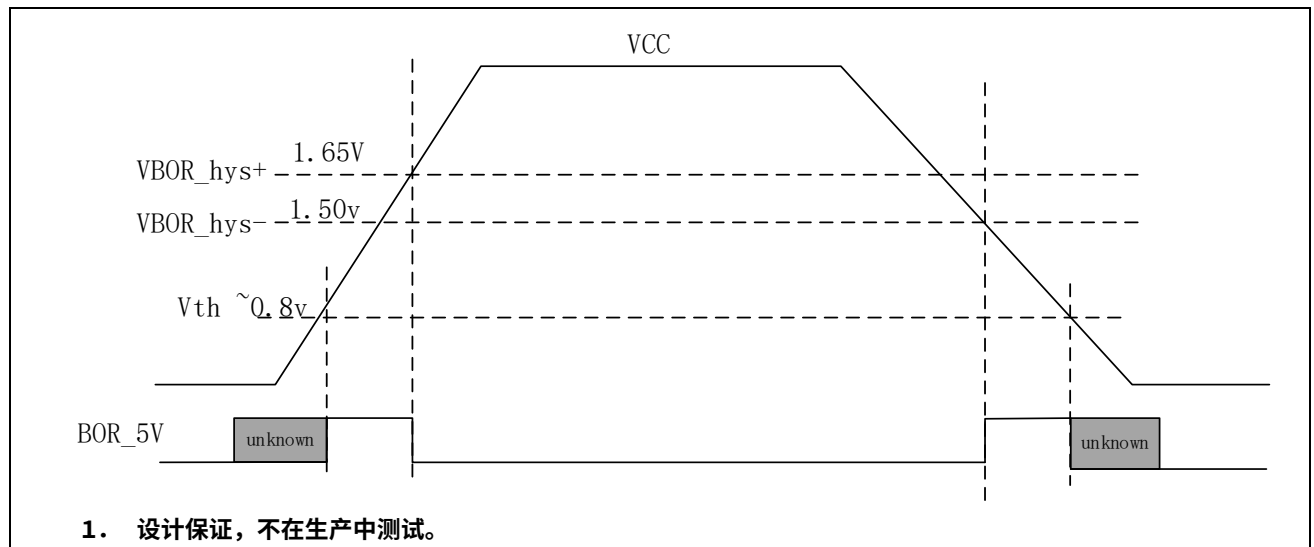 VCC
1.65V
VBOR_hys+
1.50v
VBOR_hys-
Vth ~0.8v
BOR_5V
unknown
unknown
1. 设计保证，不在生产中测试。